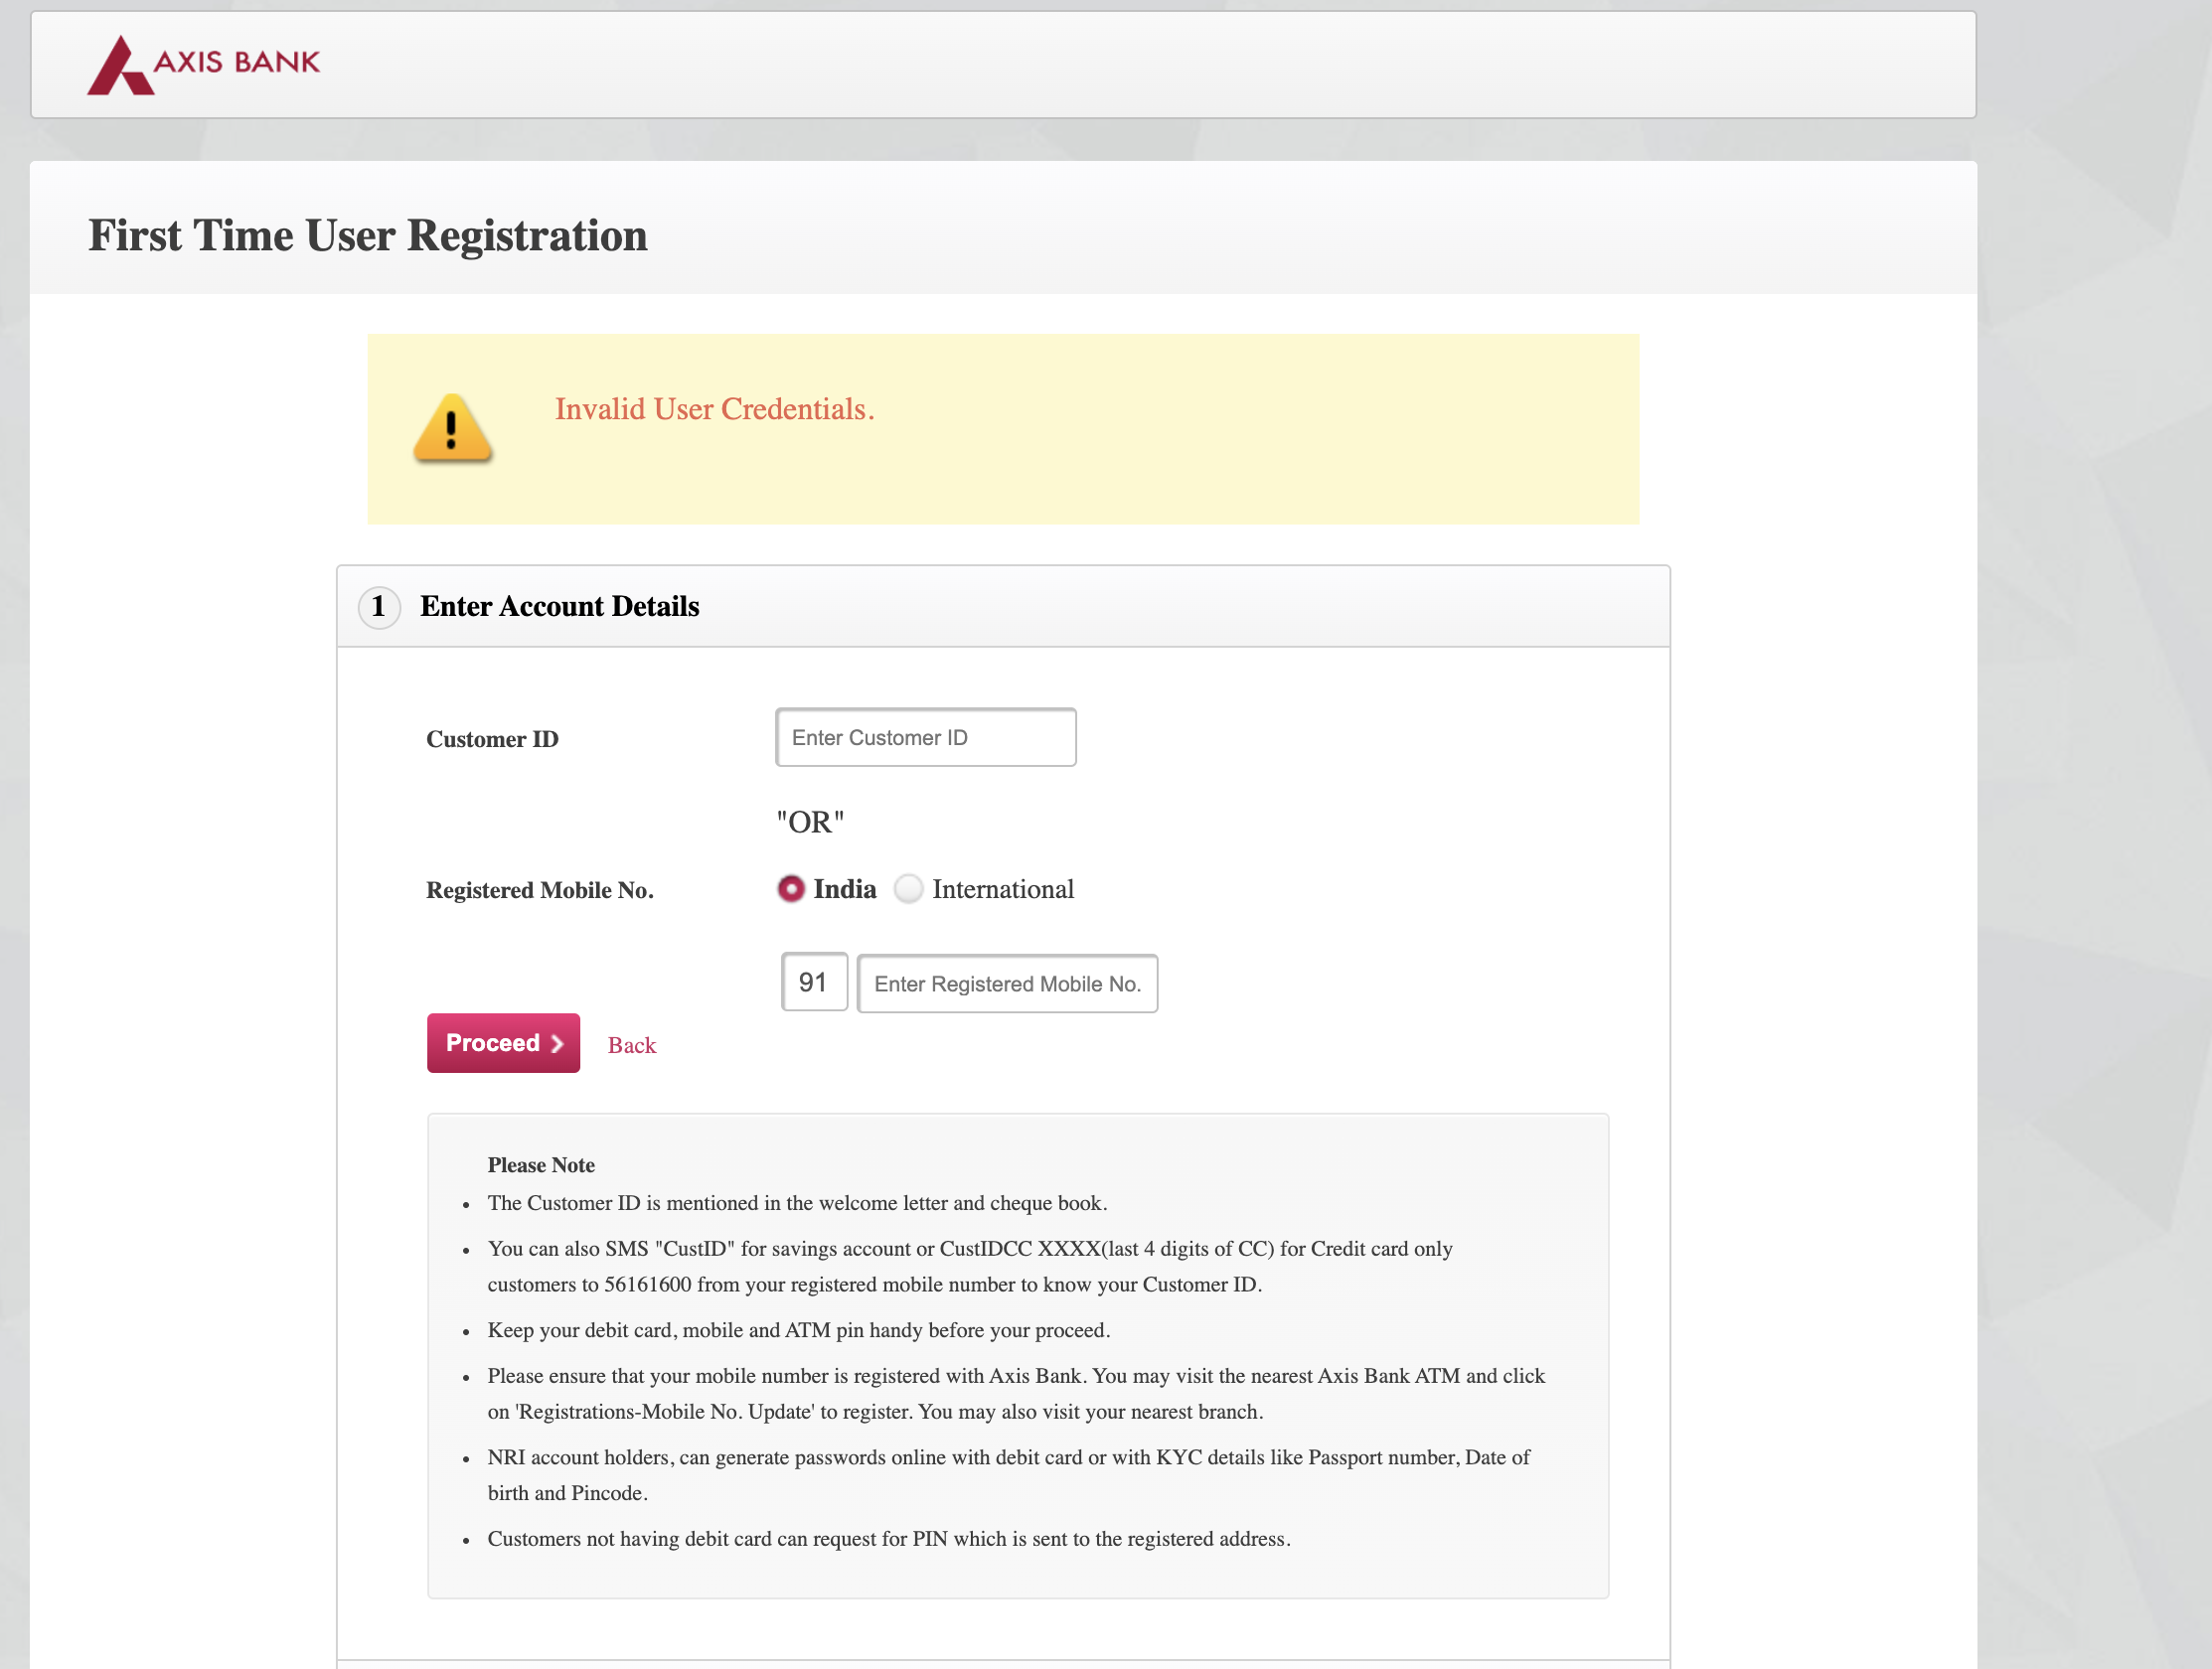 AXIS BANK
First Time User Registration
Invalid User Credentials.
1 Enter Account Details
Customer ID
Enter Customer ID
"OR"
Registered Mobile No.
India International
91 Enter Registered Mobile No.
Proceed Back
Please Note
• The Customer ID is mentioned in the welcome letter and cheque book.
• You can also SMS "CustID" for savings account or CustIDCC XXXX(last 4 digits of CC) for Credit card only
customers to 56161600 from your registered mobile number to know your Customer ID.
• Keep your debit card, mobile and ATM pin handy before your proceed.
• Please ensure that your mobile number is registered with Axis Bank. You may visit the nearest Axis Bank ATM and click
on 'Registrations-Mobile No. Update' to register. You may also visit your nearest branch.
• NRI account holders, can generate passwords online with debit card or with KYC details like Passport number, Date of
birth and Pincode.
• Customers not having debit card can request for PIN which is sent to the registered address.